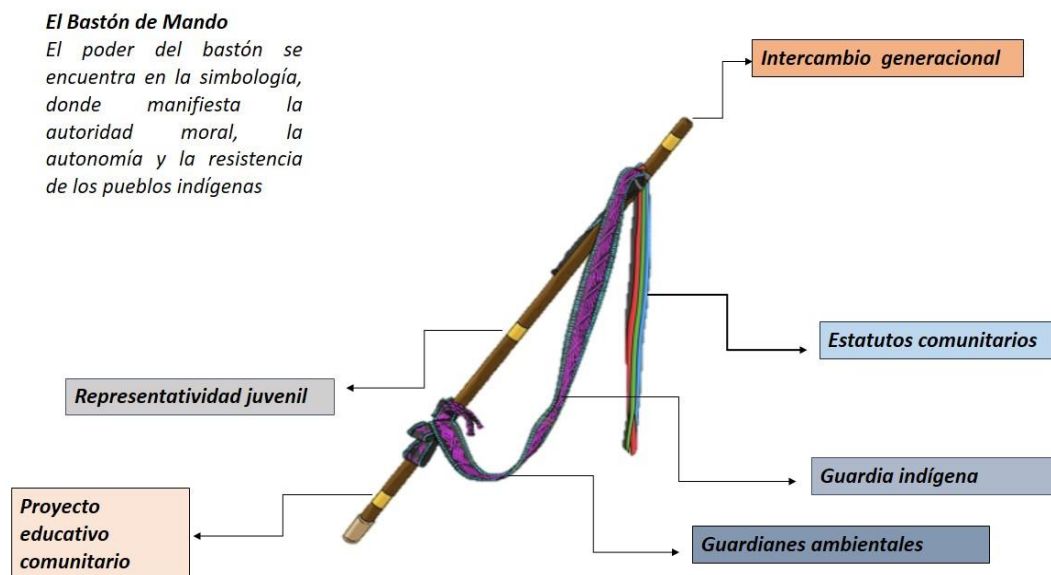 El Bastón de Mando
El poder del bastón se
encuentra en la simbología,
donde manifiesta la
autoridad moral, la
autonomía y la resistencia
de los pueblos indígenas
Intercambio generacional
Estatutos comunitarios
Representatividad juvenil
Guardia indígena
Proyecto
educativo
comunitario
Guardianes ambientales